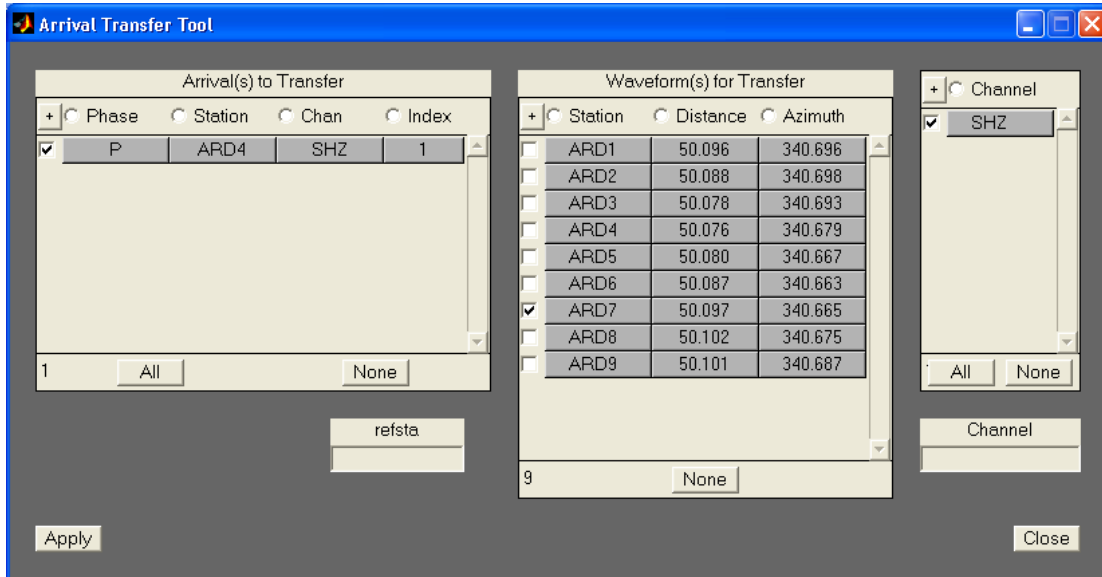 Arrival Transfer Tool
Arrival(s) to Transfer
+ Phase Station Chan Index
P ARD4 SHZ 1
1 All None
refsta
Waveform(s) for Transfer
+ Station Distance Azimuth
ARD1 50.096 340.696
ARD2 50.088 340.698
ARD3 50.078 340.693
ARD4 50.076 340.679
ARD5 50.080 340.667
ARD6 50.087 340.663
ARD7 50.097 340.665
ARD8 50.102 340.675
ARD9 50.101 340.687
9 None
+ Channel
SHZ
All None
Channel
Apply
Close